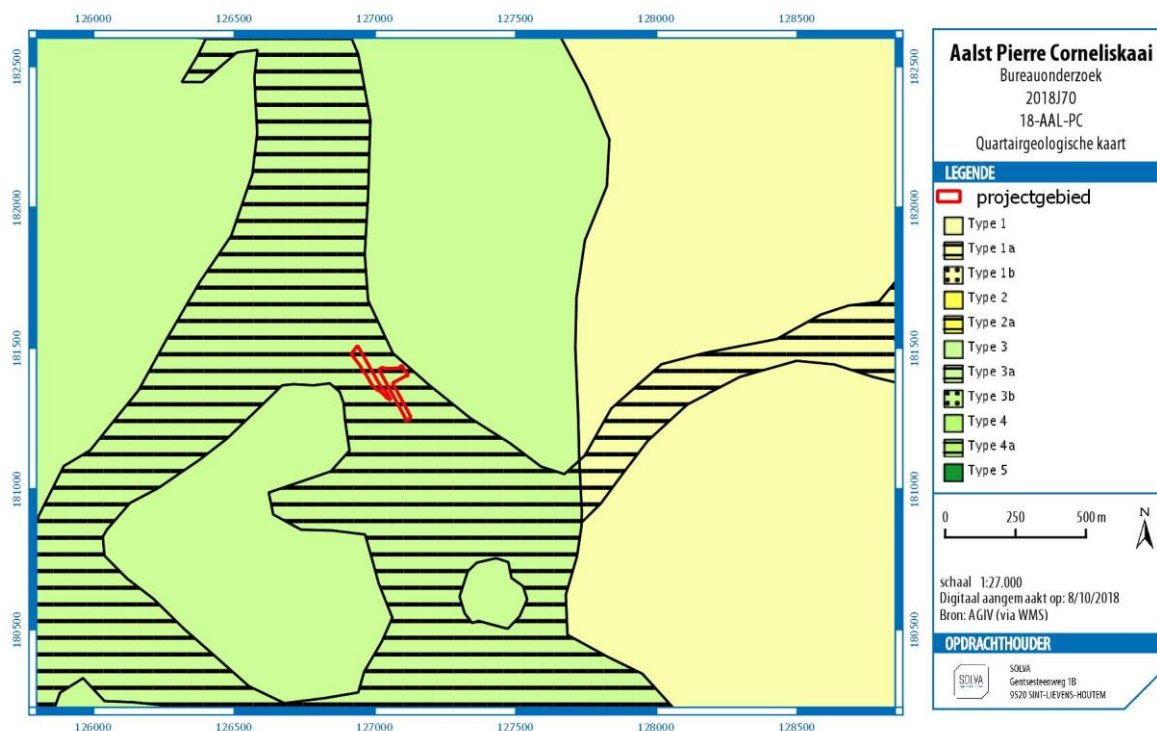 126000 126500 127000 127500 128000 128500
182500 182000 181500 181000 180500
182500 182000 181500 181000 180500
126000 126500 127000 127500 128000 128500
Aalst Pierre Corneliskaai
Bureauonderzoek
2018J70
18-AAL-PC
Quartairgeologische kaart
LEGENDE
projectgebied
Type 1
Type 1a
Type 1b
Type 2
Type 2a
Type 3
Type 3a
Type 3b
Type 4
Type 4a
Type 5
0 250 500 m
N
schaal 1:27.000
Digitaal aangemaakt op: 8/10/2018
Bron: AGIV (via WMS)
OPDRACHTHOUDER
SOLVA
SOLVA
Gentsesteenweg 1B
9520 SINT-LIEVENS-HOUTEM